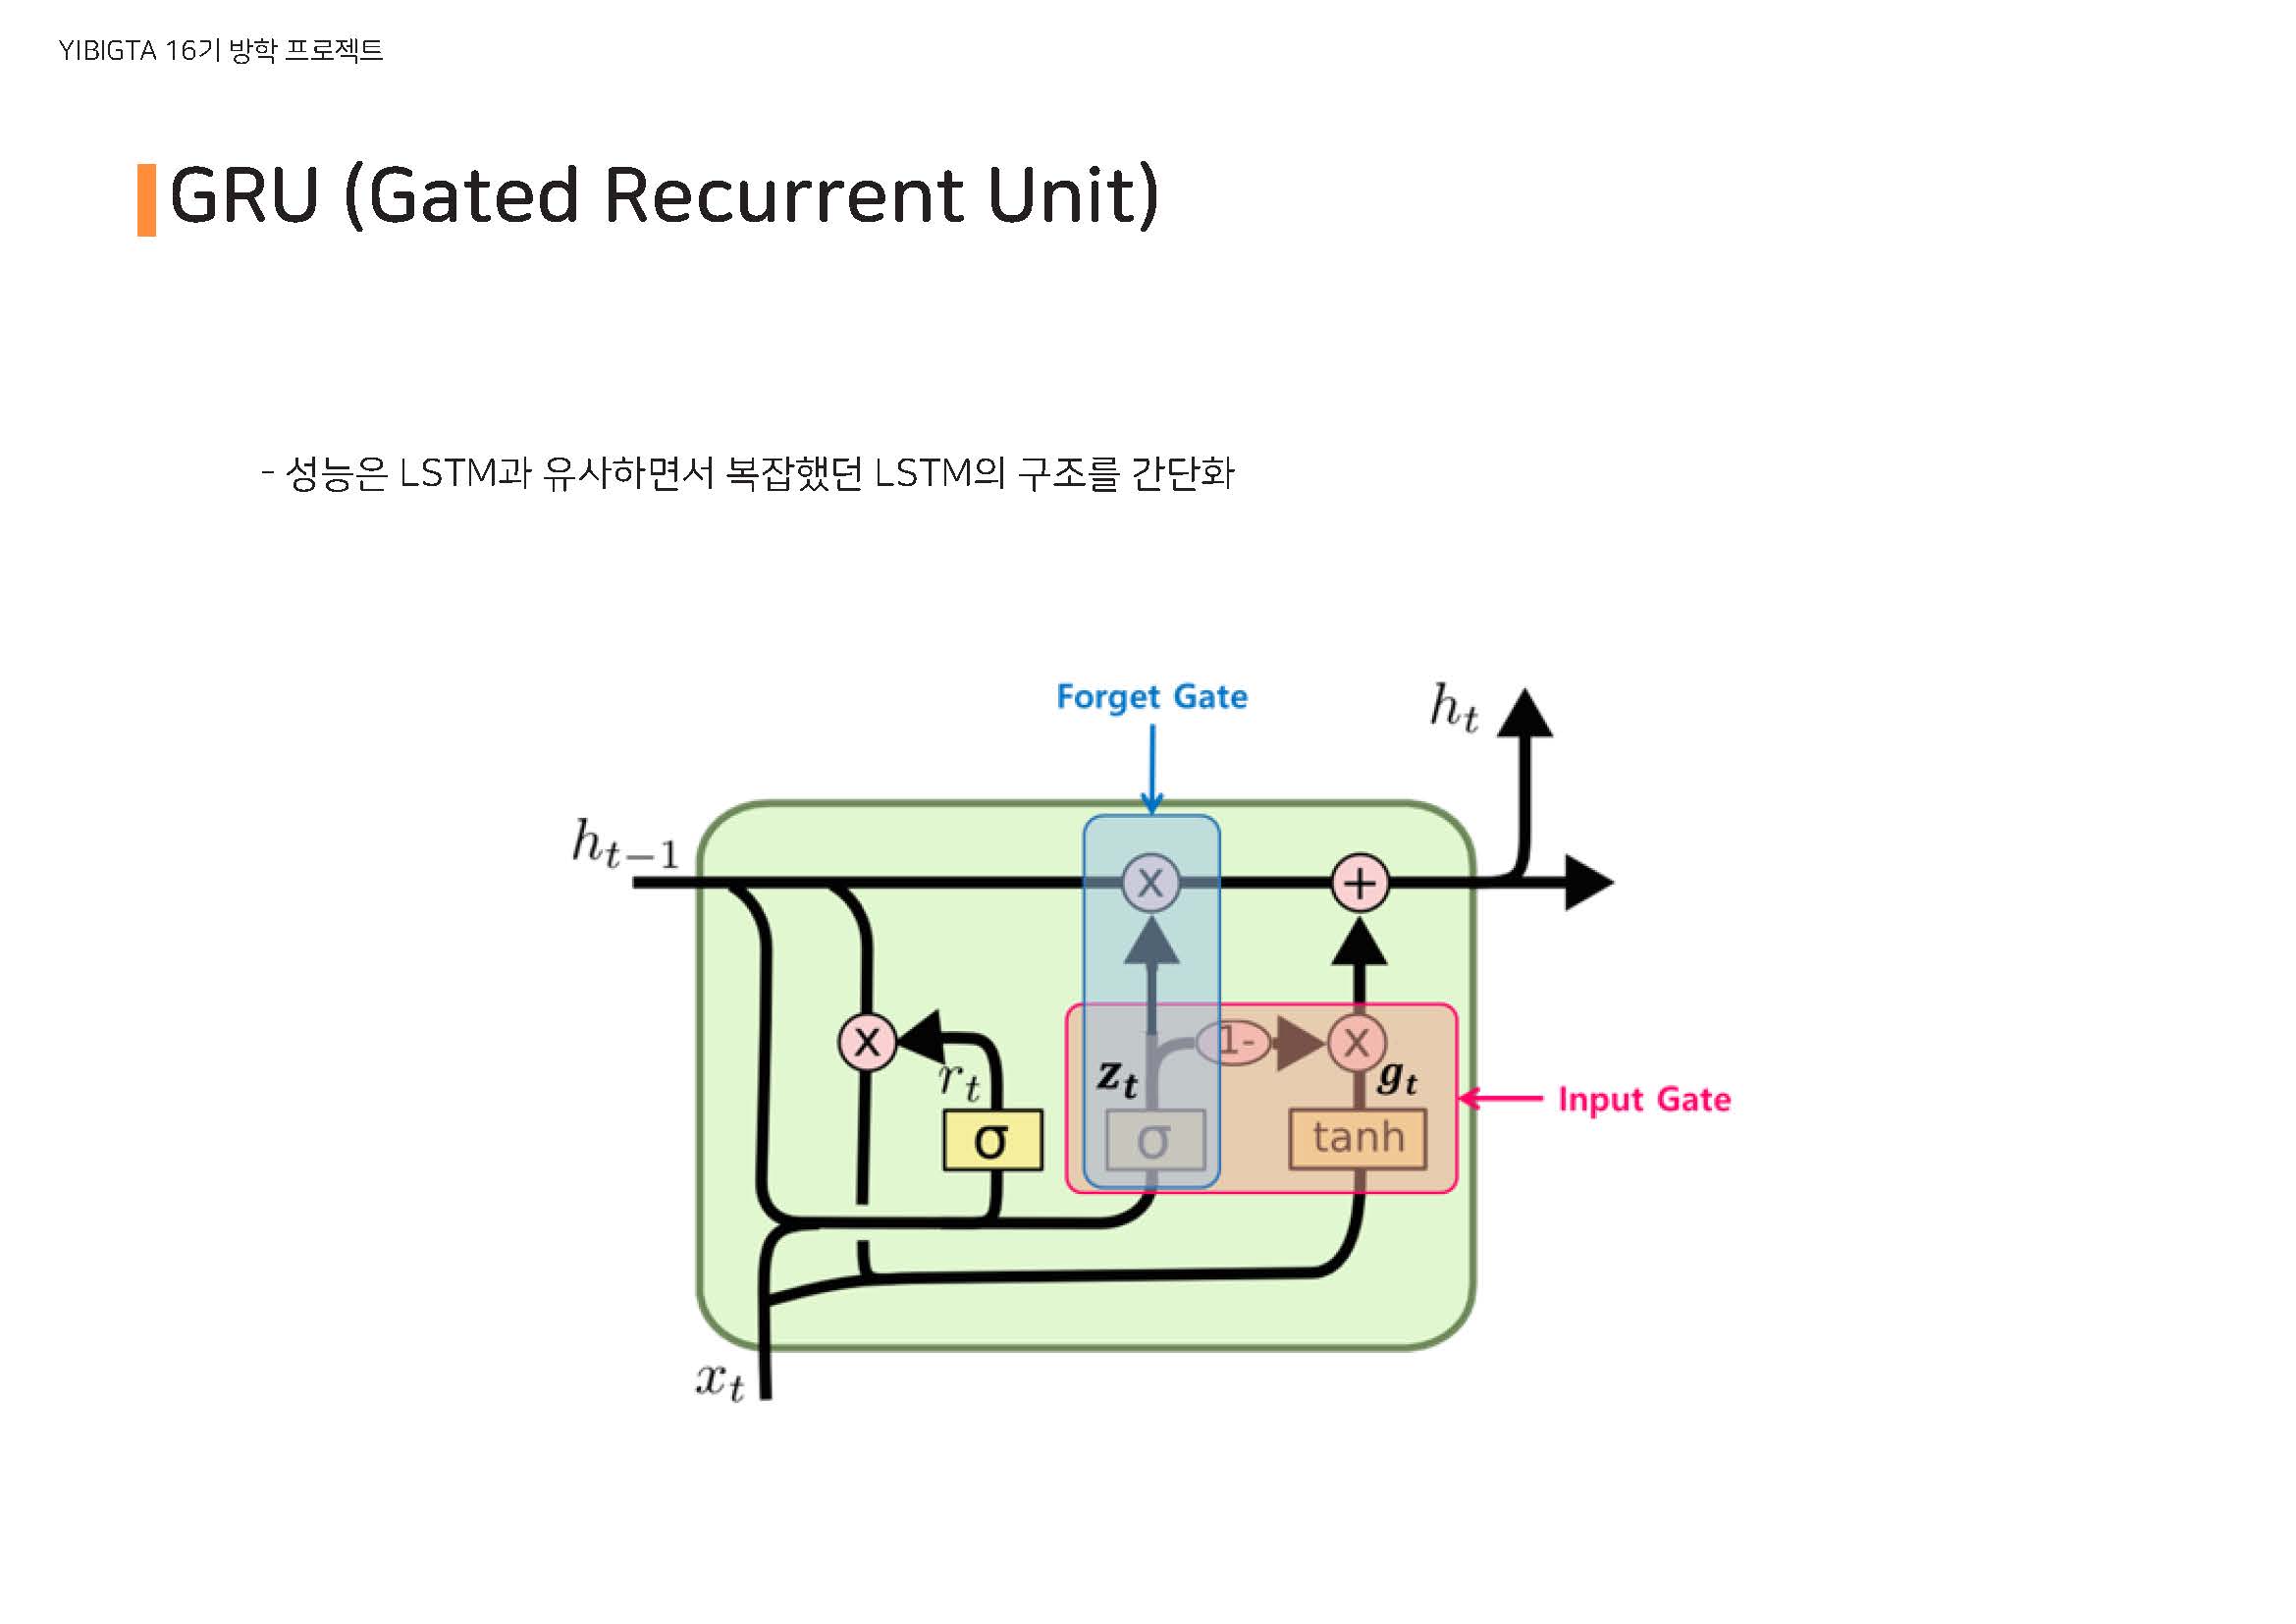 YIBIGTA 16기 방학 프로젝트
GRU (Gated Recurrent Unit)
- 성능은 LSTM과 유사하면서 복잡했던 LSTM의 구조를 간단화
Forget Gate
h_t
h_{t-1}
x
+
x
r_t
z_t
1-
x
g_t
σ
σ
tanh
Input Gate
x_t